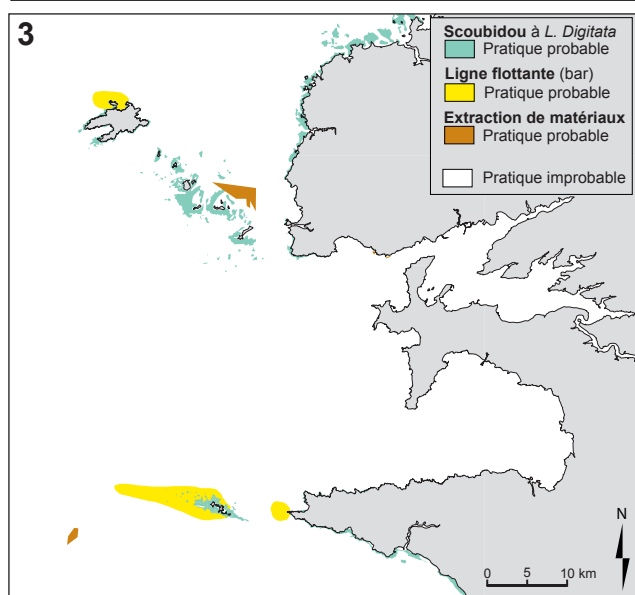 3
Scoubidou à L. Digitata
Pratique probable
Ligne flottante (bar)
Pratique probable
Extraction de matériaux
Pratique probable
Pratique improbable
N
0 5 10 km